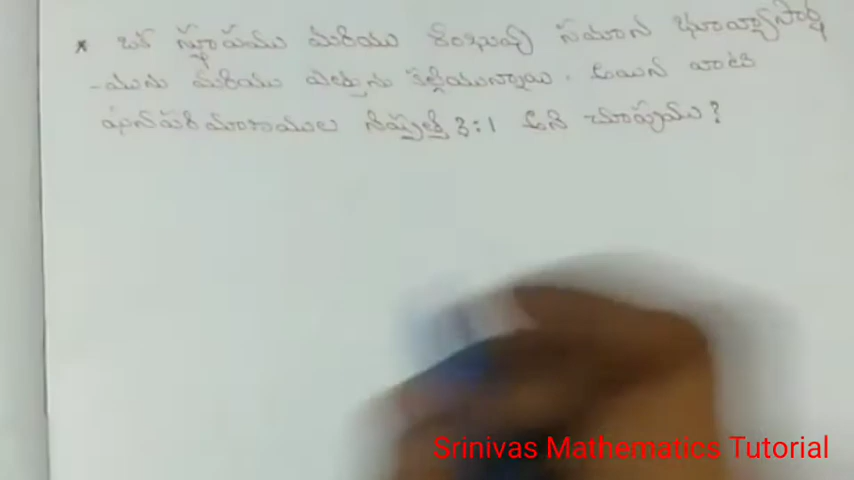 * ఒక స్థూపము మరియు శంఖువు సమాన భూవ్యాసార్ధ
-మును మరియు ఎత్తును కల్గియున్నాయి. అయిన వాటి
ఘనపరిమాణముల నిష్పత్తి 3:1 అని చూపుము?
Srinivas Mathematics Tutorial